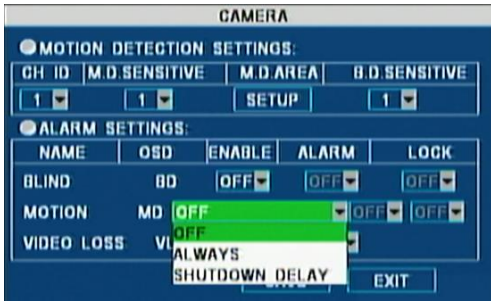 CAMERA
MOTION DETECTION SETTINGS:
CH ID M.D.SENSITIVE M.D.AREA B.D.SENSITIVE
1 1 SETUP 1
ALARM SETTINGS:
NAME OSD ENABLE ALARM LOCK
BLIND BD OFF OFF OFF
MOTION MD OFF OFF OFF
VIDEO LOSS
OFF
ALWAYS
SHUTDOWN DELAY
EXIT